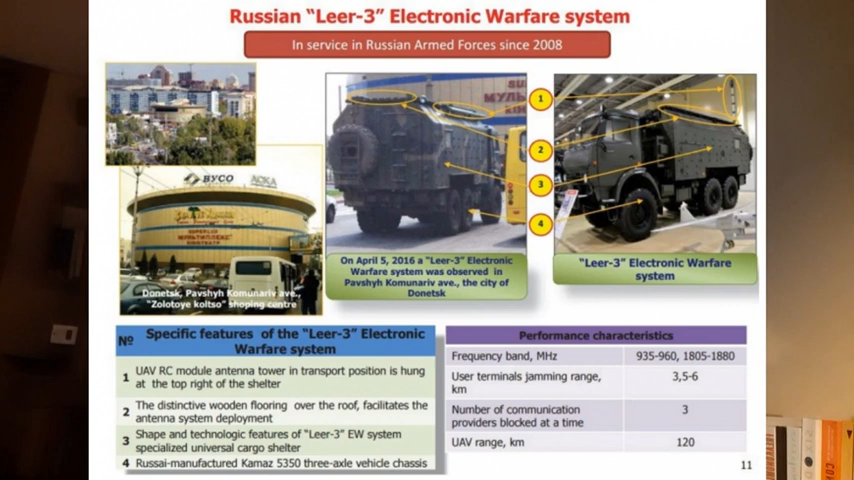 Russian “Leer-3” Electronic Warfare system
In service in Russian Armed Forces since 2008
1
2
3
4
ВУСО
АСКА
SUPERLUX
МУЛЬТИПЛЕКС
КИНОТЕАТР
Donetsk, Pavshyh Komunariv ave.,
“Zolotoye koltso” shoping centre
On April 5, 2016 a “Leer-3” Electronic
Warfare system was observed in
Pavshyh Komunariv ave., the city of
Donetsk
“Leer-3” Electronic Warfare
system
№ Specific features of the “Leer-3” Electronic
Warfare system
1 UAV RC module antenna tower in transport position is hung
at the top right of the shelter
2 The distinctive wooden flooring over the roof, facilitates the
antenna system deployment
3 Shape and technologic features of “Leer-3” EW system
specialized universal cargo shelter
4 Russai-manufactured Kamaz 5350 three-axle vehicle chassis
Performance characteristics
Frequency band, MHz 935-960, 1805-1880
User terminals jamming range, 3,5-6
km
Number of communication 3
providers blocked at a time
UAV range, km 120
11